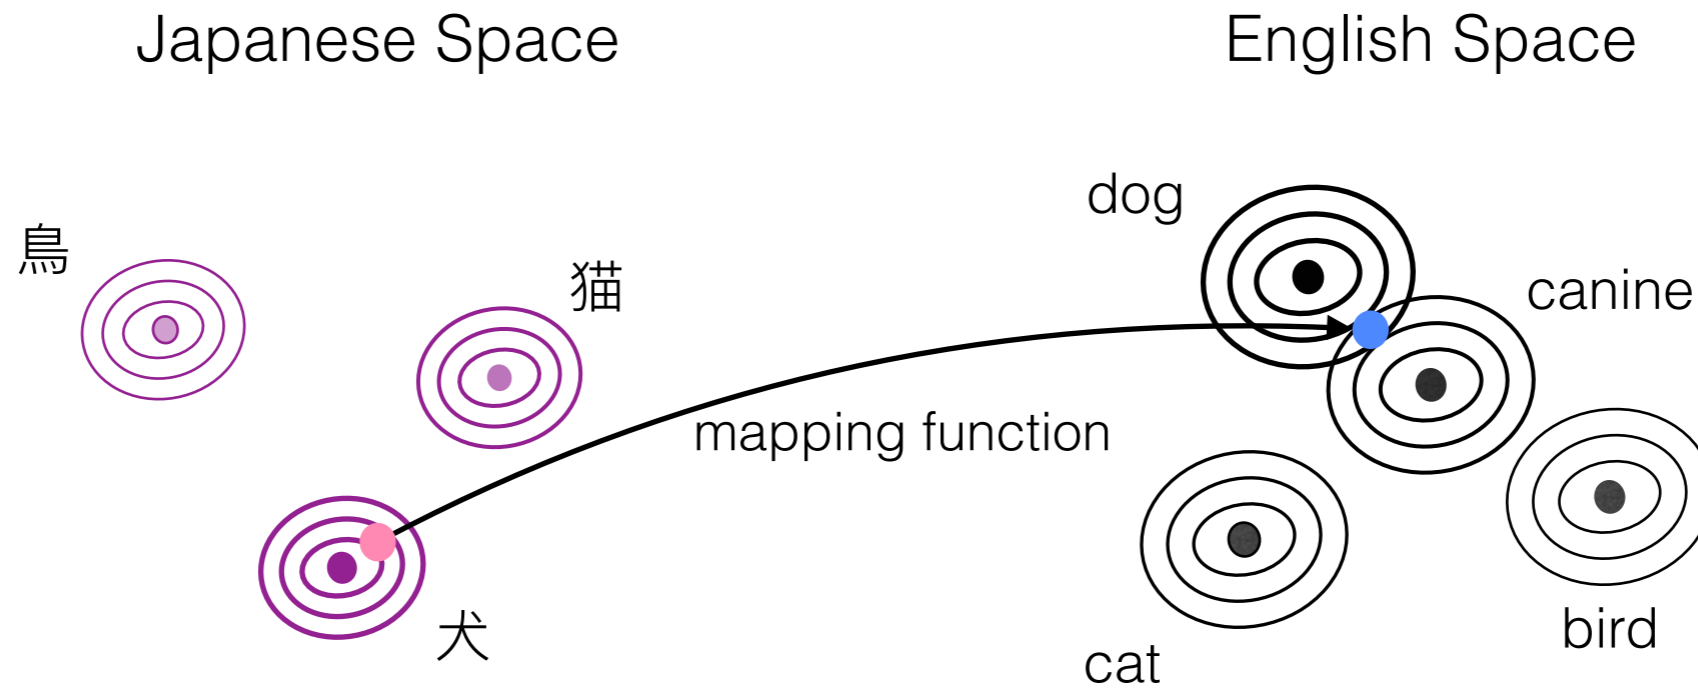 Japanese Space
English Space
dog
鳥
猫
canine
mapping function
犬
bird
cat